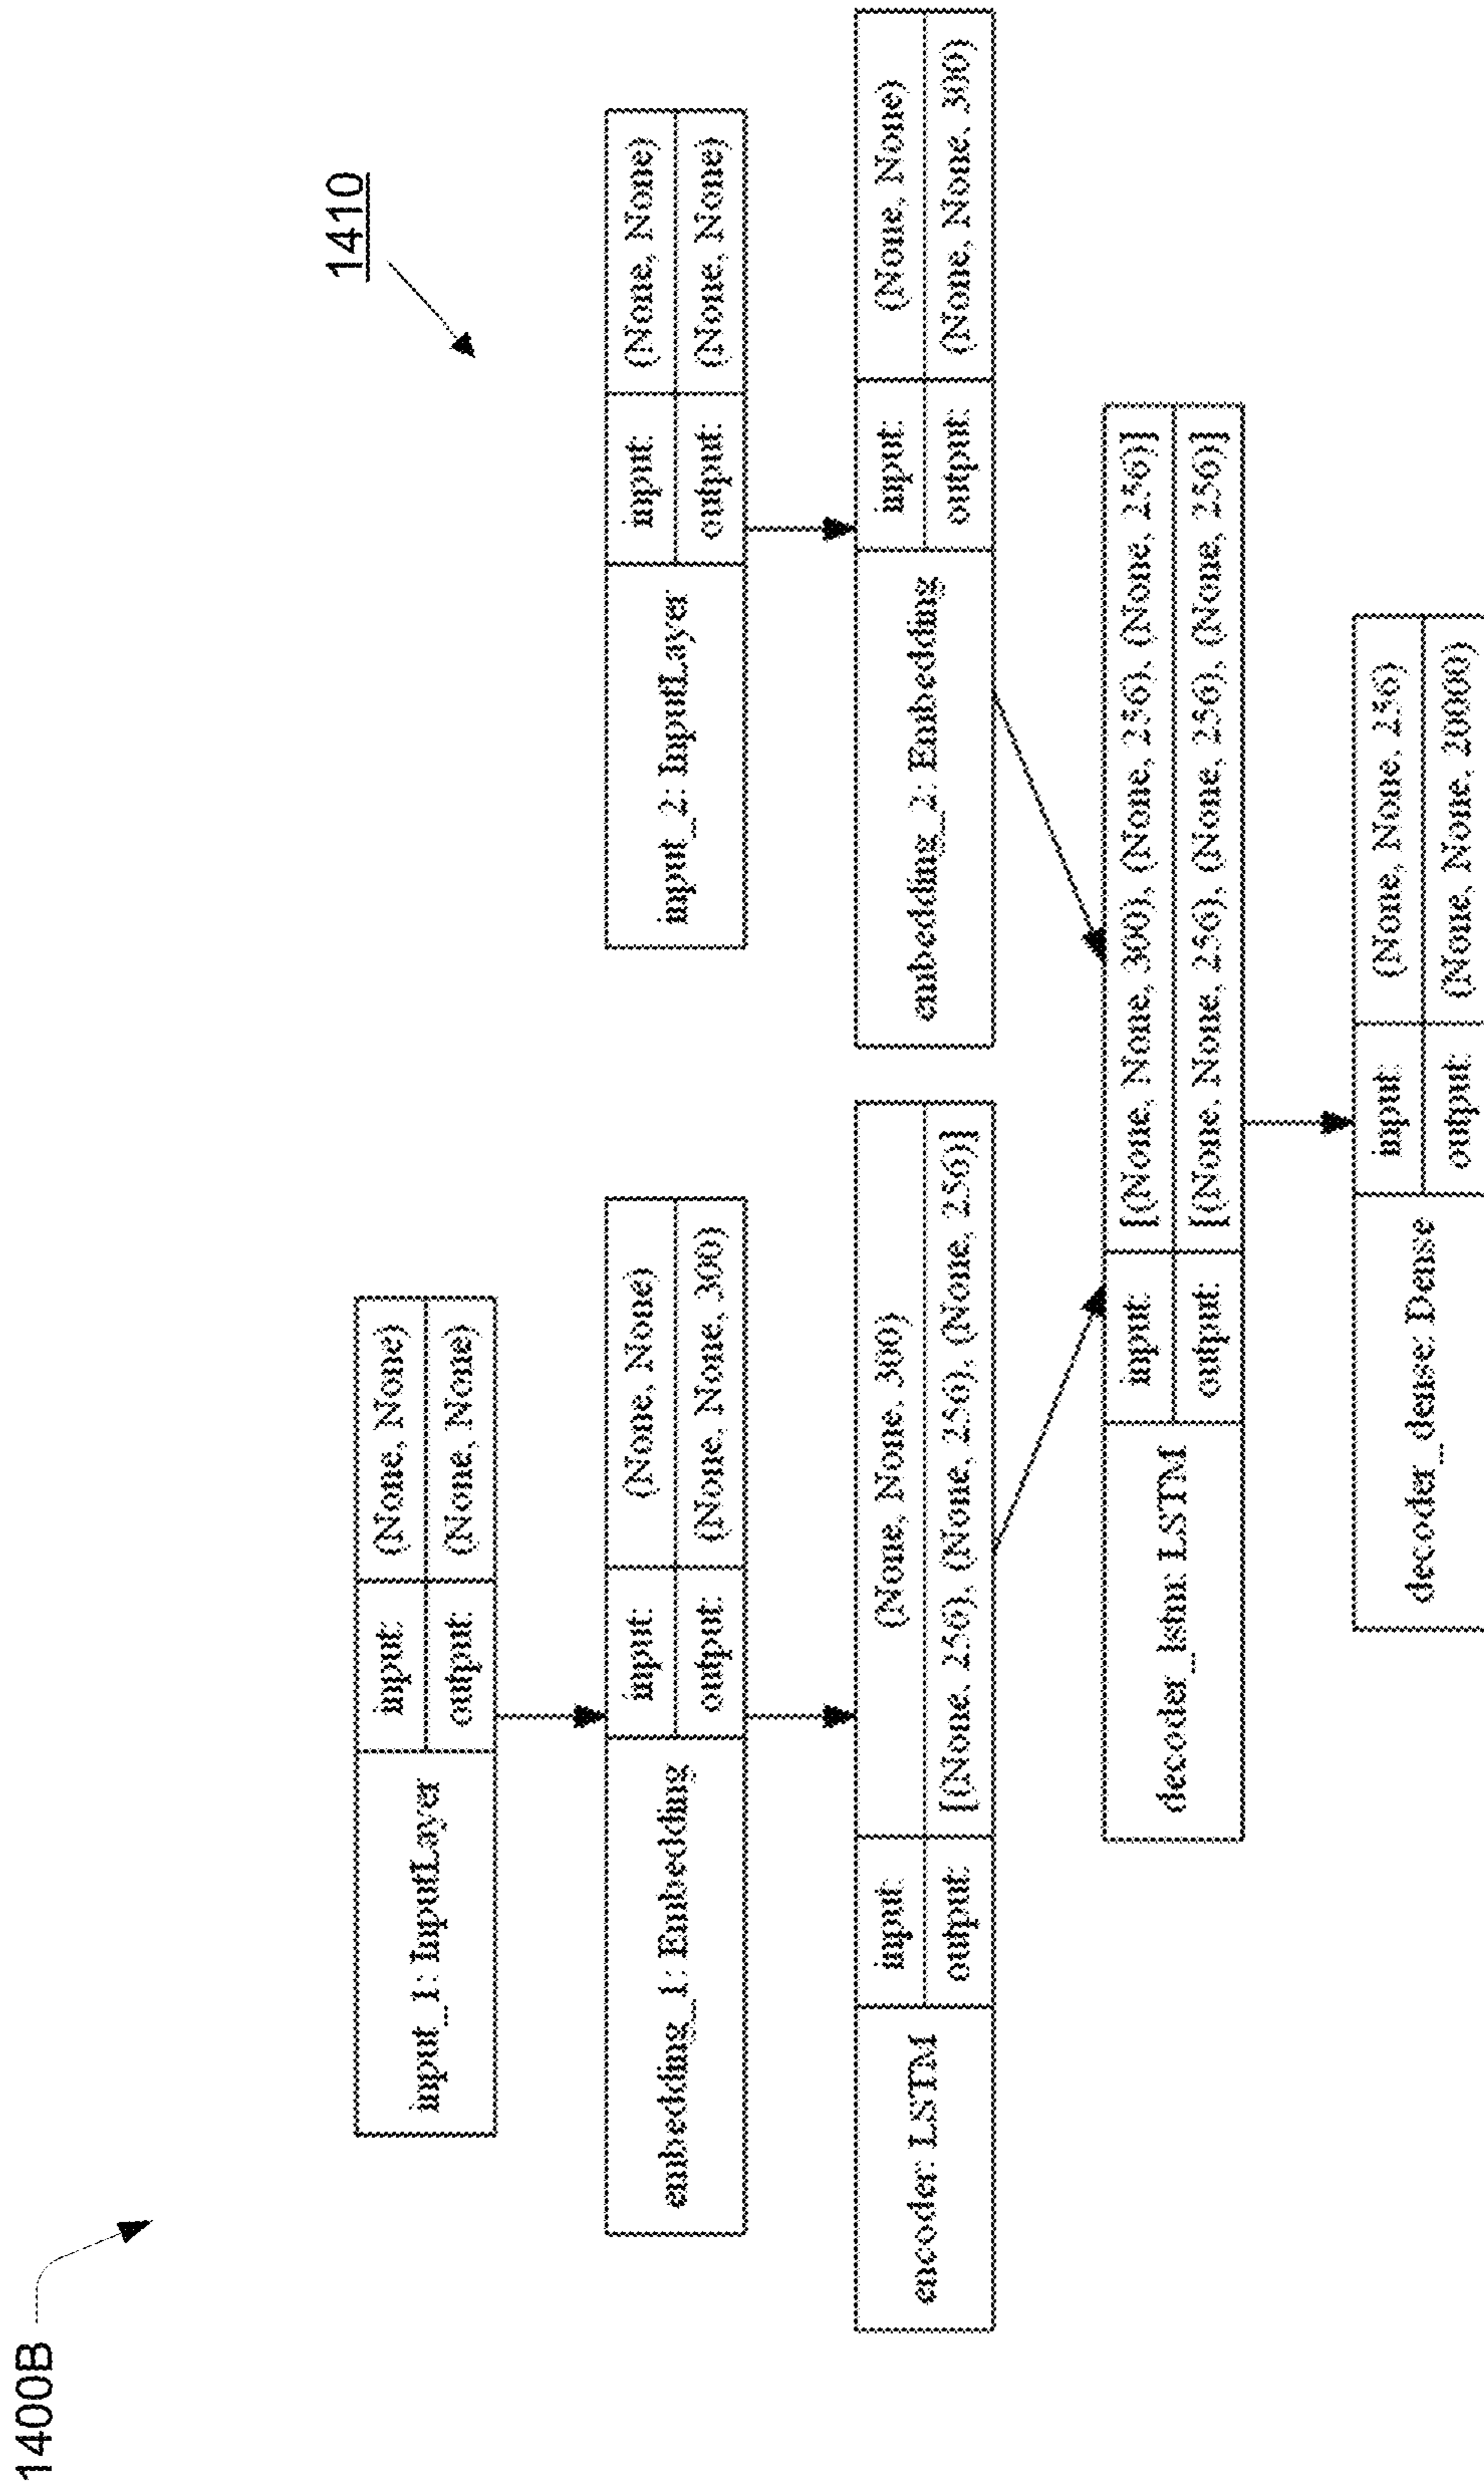 1400B
1410
input_1: InputLayer
input:
(None, None)
output:
(None, None)
embedding_1: Embedding
input:
(None, None)
output:
(None, None, 300)
input_2: InputLayer
input:
(None, None)
output:
(None, None)
encoder: LSTM
input:
(None, None, 300)
output:
[(None, 256), (None, 256), (None, 256)]
embedding_2: Embedding
input:
(None, None)
output:
(None, None, 300)
decoder_lstm: LSTM
input:
[(None, None, 300), (None, 256), (None, 256)]
output:
[(None, None, 256), (None, 256), (None, 256)]
decoder_dense: Dense
input:
(None, None, 256)
output:
(None, None, 20000)